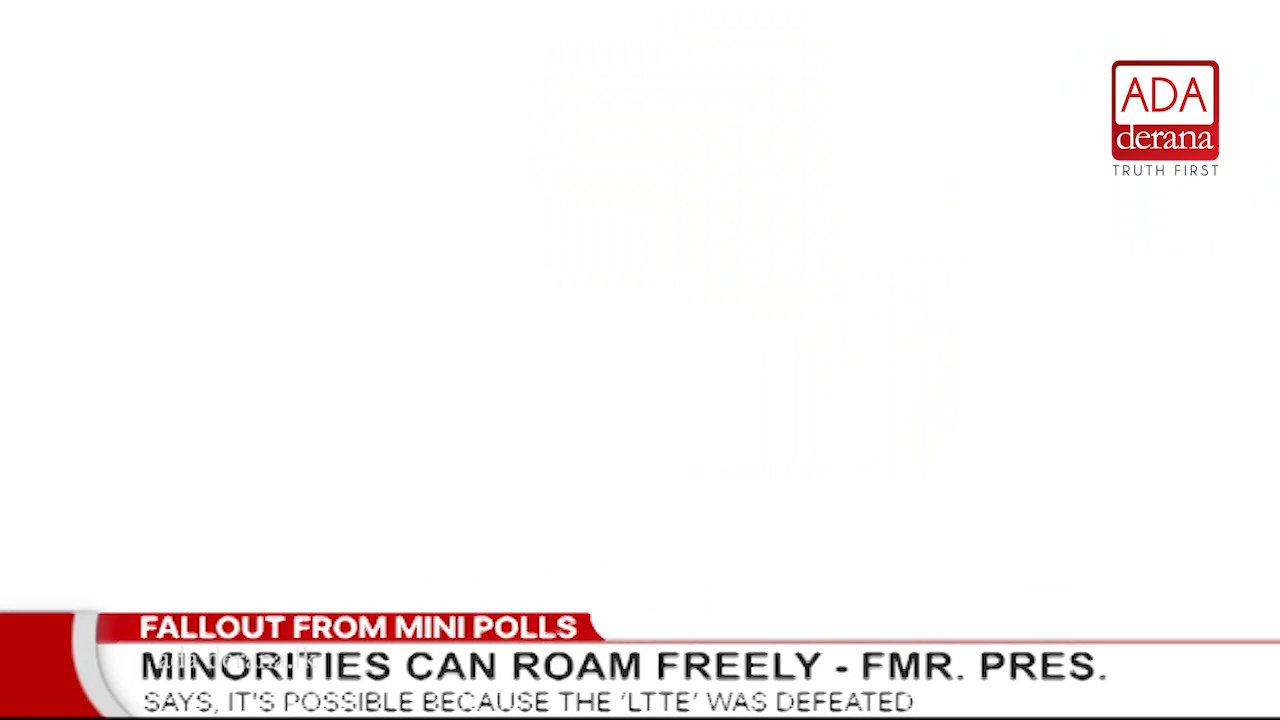 ADA
derana
TRUTH FIRST
FALLOUT FROM MINI POLLS
MINORITIES CAN ROAM FREELY - FMR. PRES.
SAYS, IT'S POSSIBLE BECAUSE THE 'LTTE' WAS DEFEATED